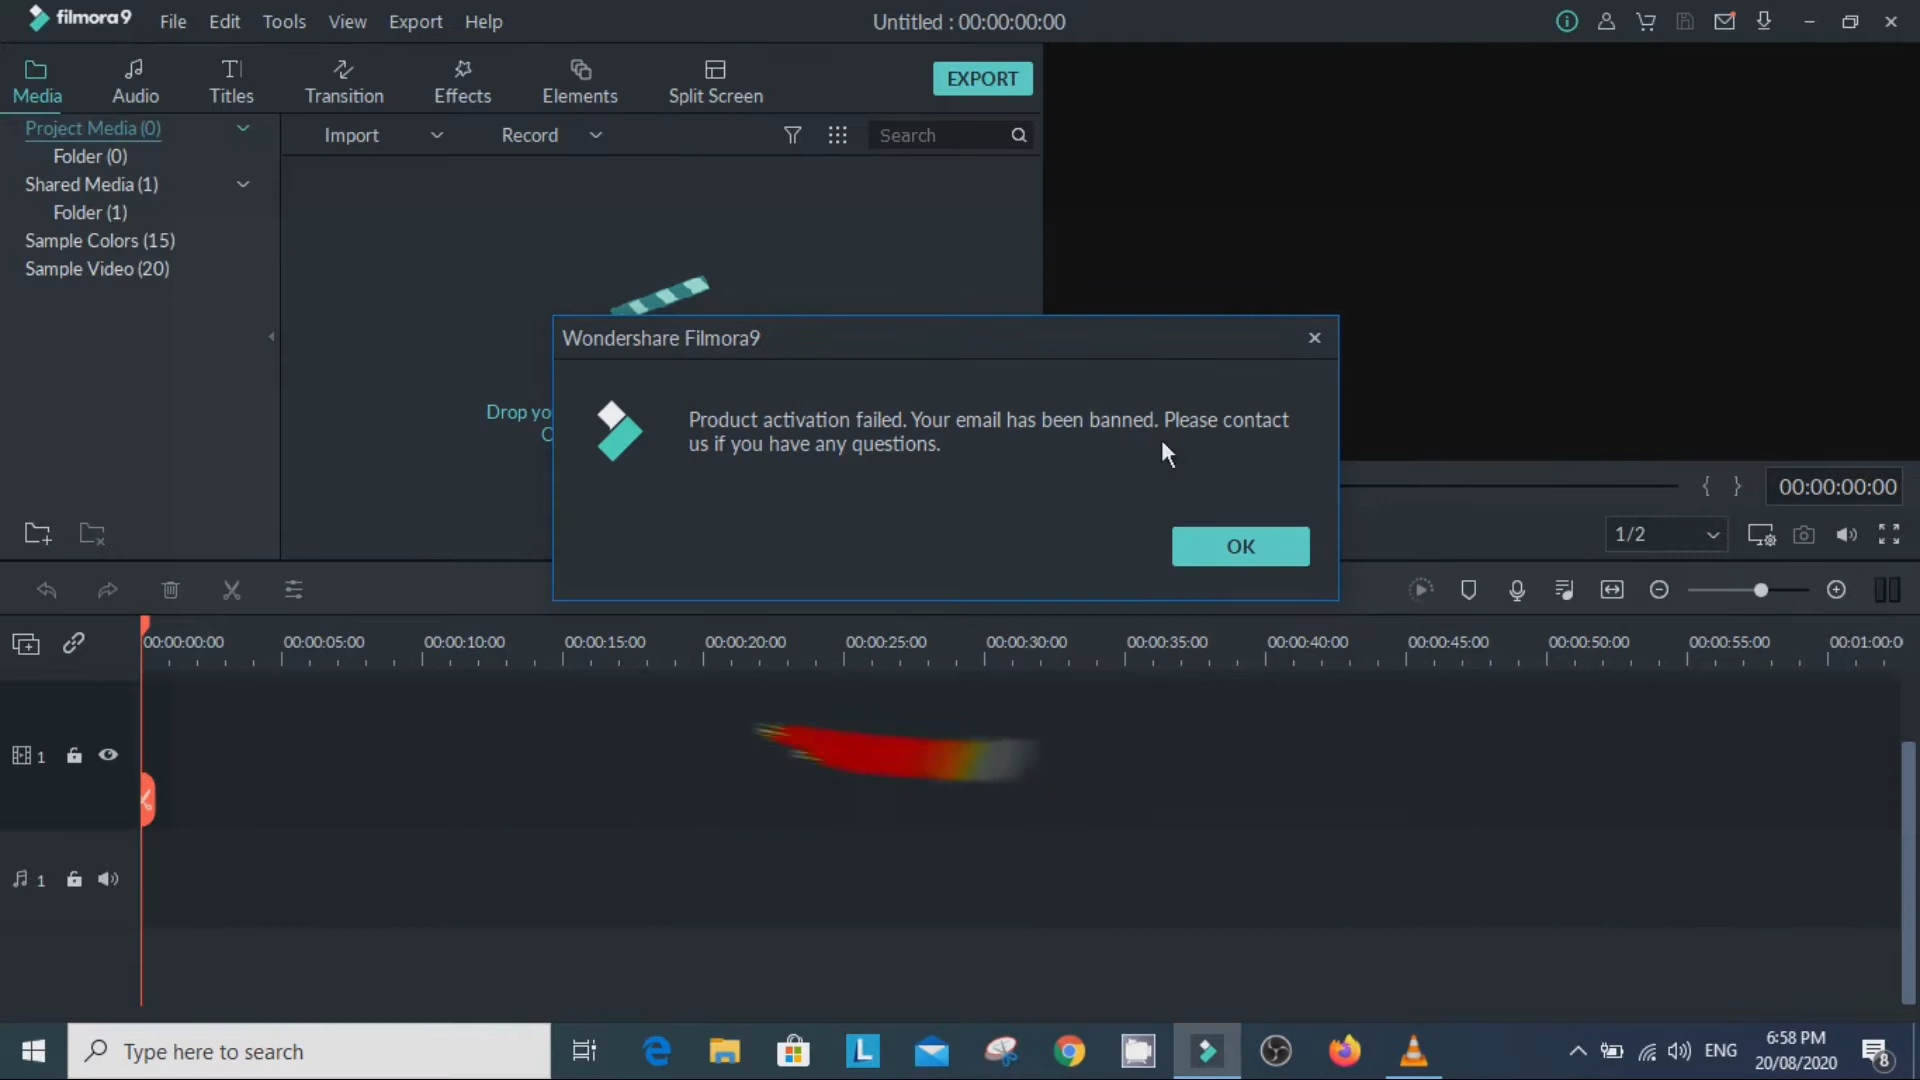 filmora9
File Edit Tools View Export Help
Untitled : 00:00:00:00
Media Audio Titles Transition Effects Elements Split Screen
EXPORT
Project Media (0)
Folder (0)
Shared Media (1)
Folder (1)
Sample Colors (15)
Sample Video (20)
Import Record Search
Drop
Wondershare Filmora9
Product activation failed. Your email has been banned. Please contact
us if you have any questions.
OK
{ } 00:00:00:00
1/2
00:00:00:00 00:00:05:00 00:00:10:00 00:00:15:00 00:00:20:00 00:00:25:00 00:00:30:00 00:00:35:00 00:00:40:00 00:00:45:00 00:00:50:00 00:00:55:00 00:01:00:0
1
1
Type here to search
L
ENG
6:58 PM
20/08/2020
8